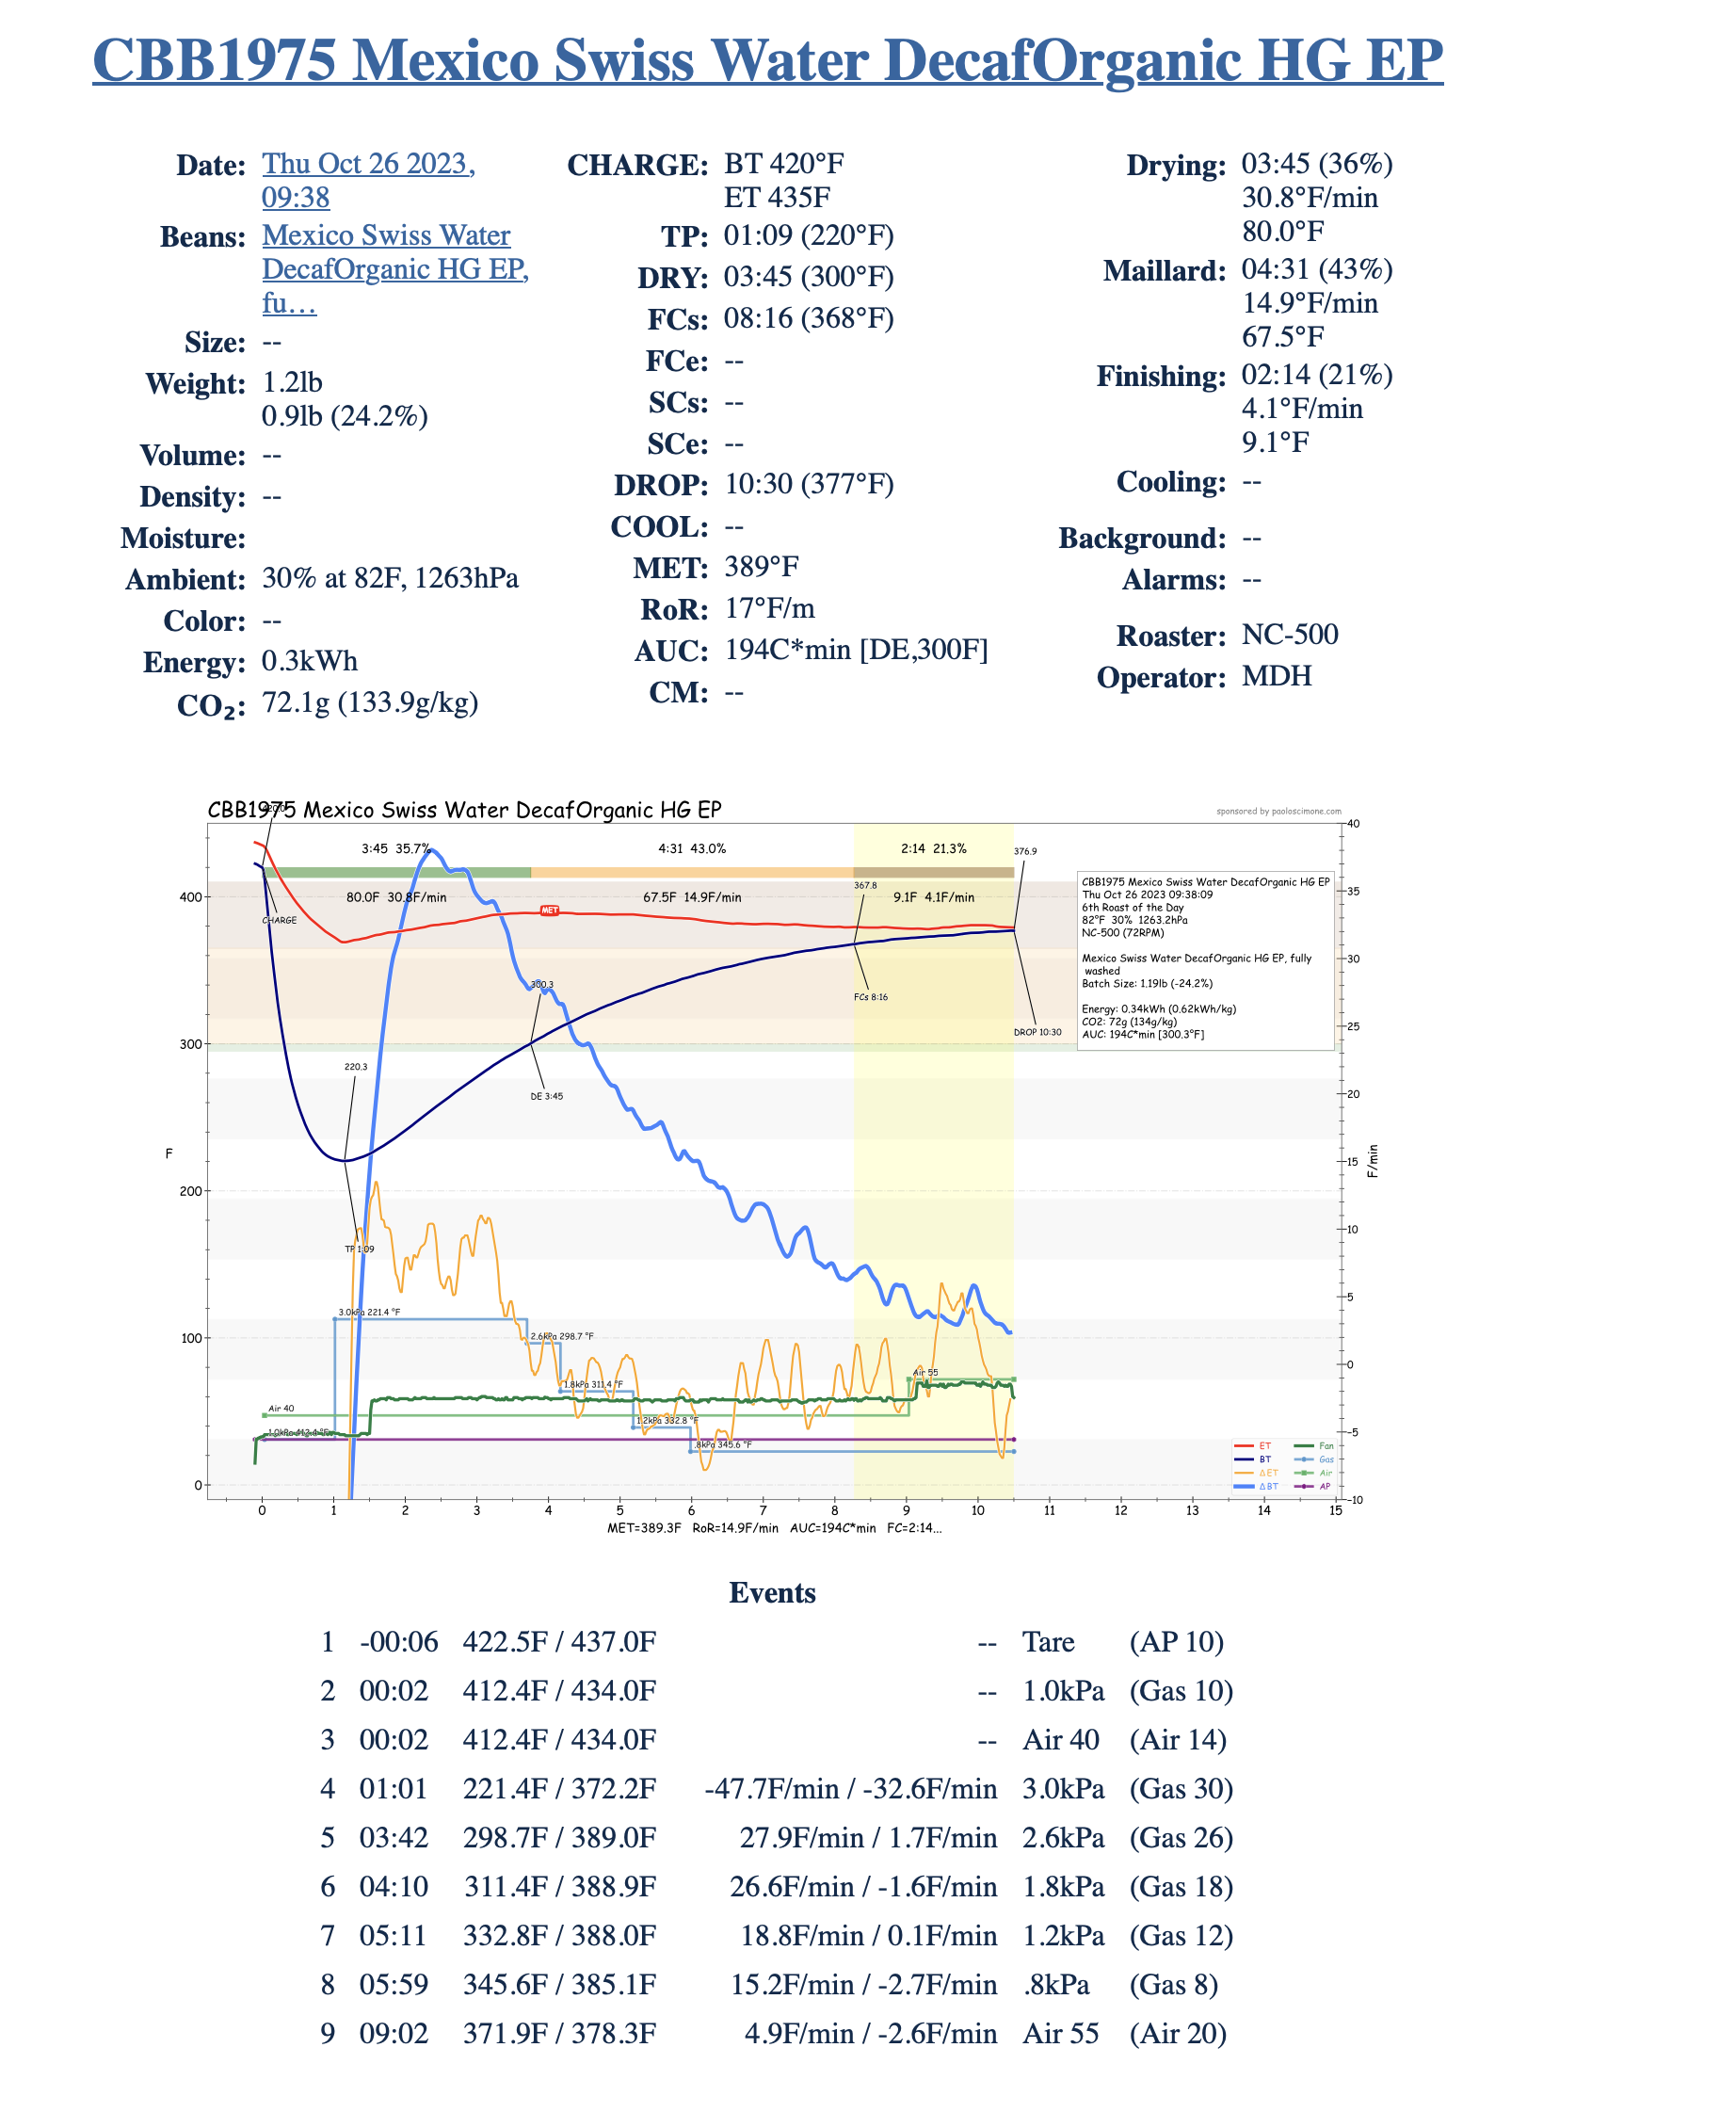 CBB1975 Mexico Swiss Water DecafOrganic HG EP
Date: Thu Oct 26 2023, 09:38
Beans: Mexico Swiss Water DecafOrganic HG EP, fu…
Size: --
Weight: 1.2lb
0.9lb (24.2%)
Volume: --
Density: --
Moisture:
Ambient: 30% at 82F, 1263hPa
Color: --
Energy: 0.3kWh
CO₂: 72.1g (133.9g/kg)
CHARGE: BT 420°F
ET 435F
TP: 01:09 (220°F)
DRY: 03:45 (300°F)
FCs: 08:16 (368°F)
FCe: --
SCs: --
SCe: --
DROP: 10:30 (377°F)
COOL: --
MET: 389°F
RoR: 17°F/m
AUC: 194C*min [DE,300F]
CM: --
Drying: 03:45 (36%)
30.8°F/min
80.0°F
Maillard: 04:31 (43%)
14.9°F/min
67.5°F
Finishing: 02:14 (21%)
4.1°F/min
9.1°F
Cooling: --
Background: --
Alarms: --
Roaster: NC-500
Operator: MDH
CBB1975 Mexico Swiss Water DecafOrganic HG EP
sponsored by paoloscimone.com
3:45 35.7%
4:31 43.0%
2:14 21.3%
80.0F 30.8F/min
67.5F 14.9F/min
9.1F 4.1F/min
CHARGE
MET
367.8
376.9
300.3
FCs 8:16
DROP 10:30
220.3
DE 3:45
TP 1:09
3.0kPa 221.4 °F
2.6kPa 298.7 °F
1.8kPa 311.4 °F
1.2kPa 332.8 °F
.8kPa 345.6 °F
1.0kPa 412.4 °F
Air 40
Air 55
CBB1975 Mexico Swiss Water DecafOrganic HG EP
Thu Oct 26 2023 09:38:09
6th Roast of the Day
82°F 30% 1263.2hPa
NC-500 (72RPM)
Mexico Swiss Water DecafOrganic HG EP, fully
washed
Batch Size: 1.19lb (-24.2%)
Energy: 0.34kWh (0.62kWh/kg)
CO2: 72g (134g/kg)
AUC: 194C*min [300.3°F]
400
300
200
100
0
F
40
35
30
25
20
15
10
5
0
-5
-10
F/min
ET
BT
ΔET
ΔBT
Fan
Gas
Air
AP
0 1 2 3 4 5 6 7 8 9 10 11 12 13 14 15
MET=389.3F RoR=14.9F/min AUC=194C*min FC=2:14...
Events
1 -00:06 422.5F / 437.0F -- Tare (AP 10)
2 00:02 412.4F / 434.0F -- 1.0kPa (Gas 10)
3 00:02 412.4F / 434.0F -- Air 40 (Air 14)
4 01:01 221.4F / 372.2F -47.7F/min / -32.6F/min 3.0kPa (Gas 30)
5 03:42 298.7F / 389.0F 27.9F/min / 1.7F/min 2.6kPa (Gas 26)
6 04:10 311.4F / 388.9F 26.6F/min / -1.6F/min 1.8kPa (Gas 18)
7 05:11 332.8F / 388.0F 18.8F/min / 0.1F/min 1.2kPa (Gas 12)
8 05:59 345.6F / 385.1F 15.2F/min / -2.7F/min .8kPa (Gas 8)
9 09:02 371.9F / 378.3F 4.9F/min / -2.6F/min Air 55 (Air 20)